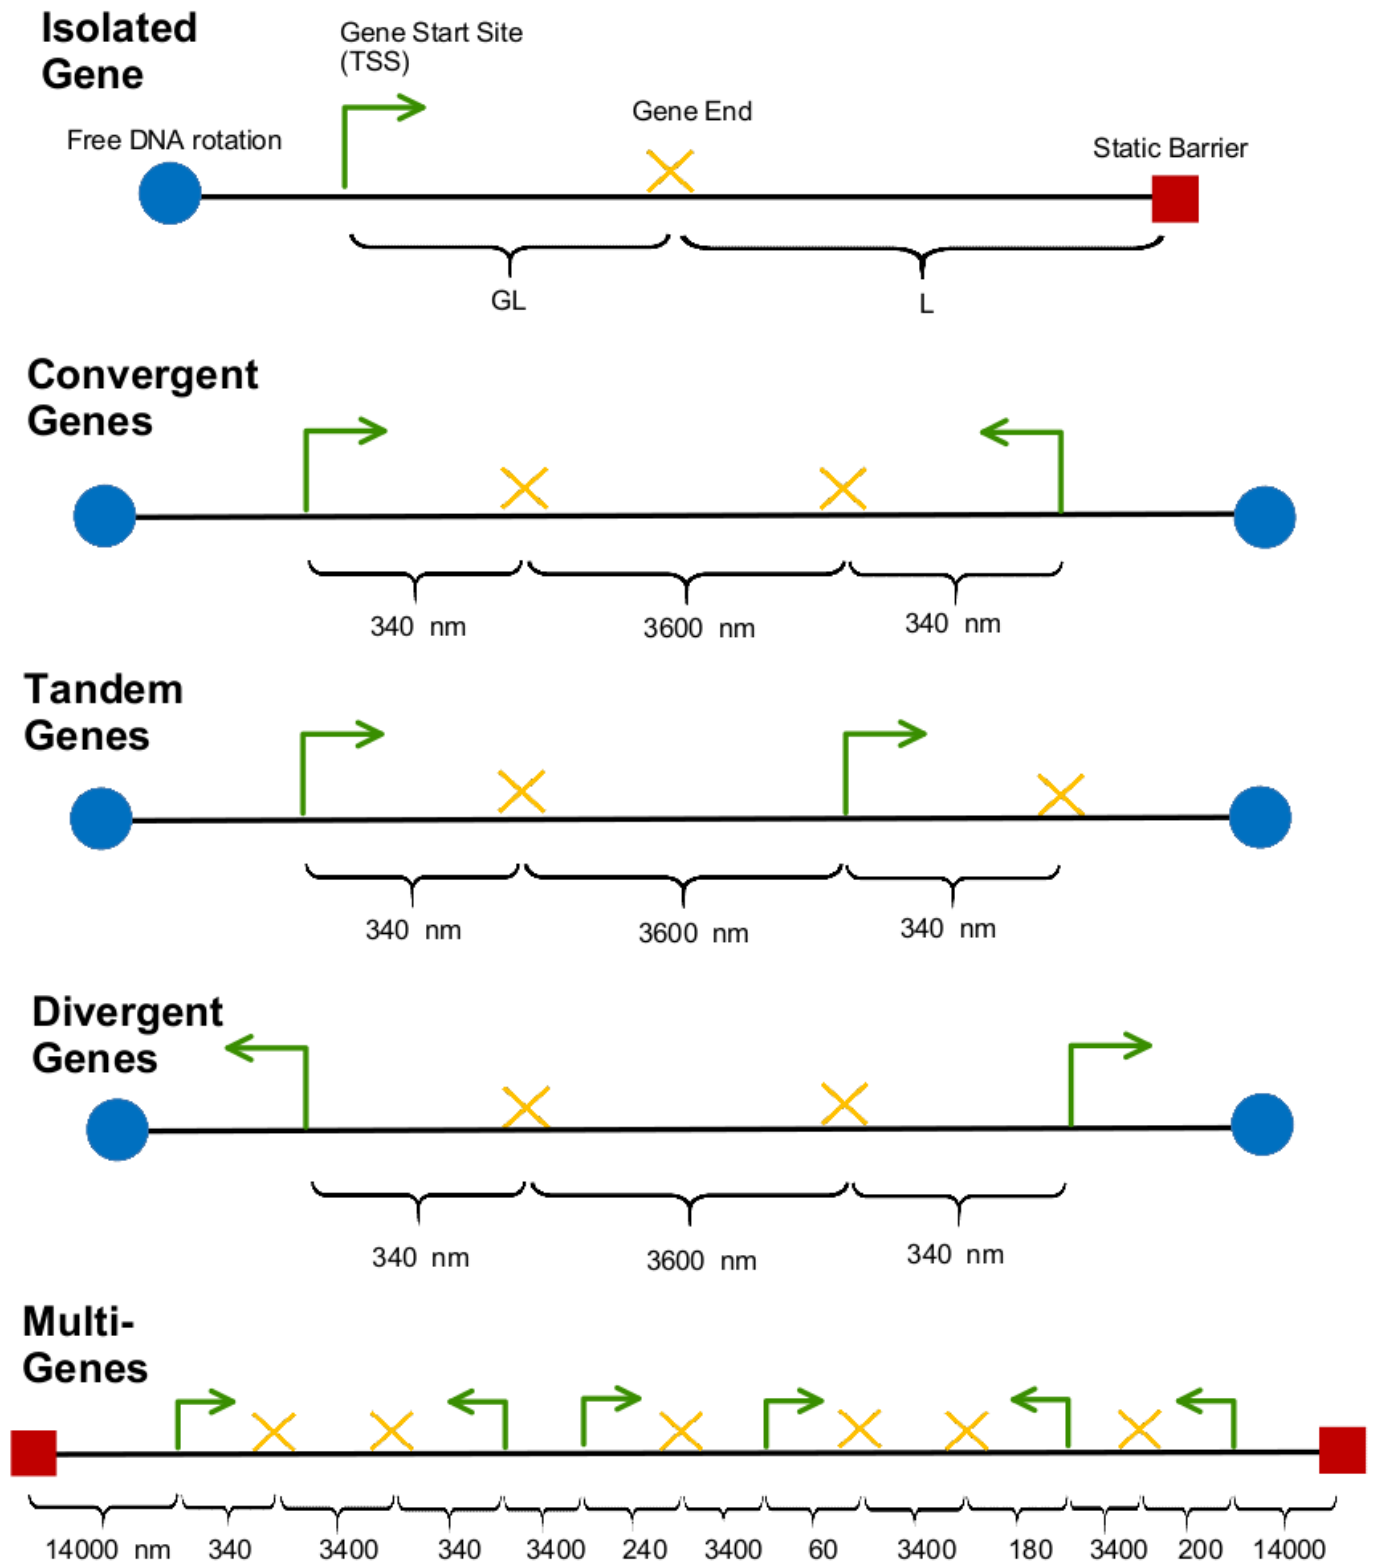 Isolated
Gene
Gene Start Site
(TSS)
Free DNA rotation
Gene End
Static Barrier
GL
L
Convergent
Genes
340 nm
3600 nm
340 nm
Tandem
Genes
340 nm
3600 nm
340 nm
Divergent
Genes
340 nm
3600 nm
340 nm
Multi-
Genes
14000 nm 340 3400 340 3400 240 3400 60 3400 180 3400 200 14000